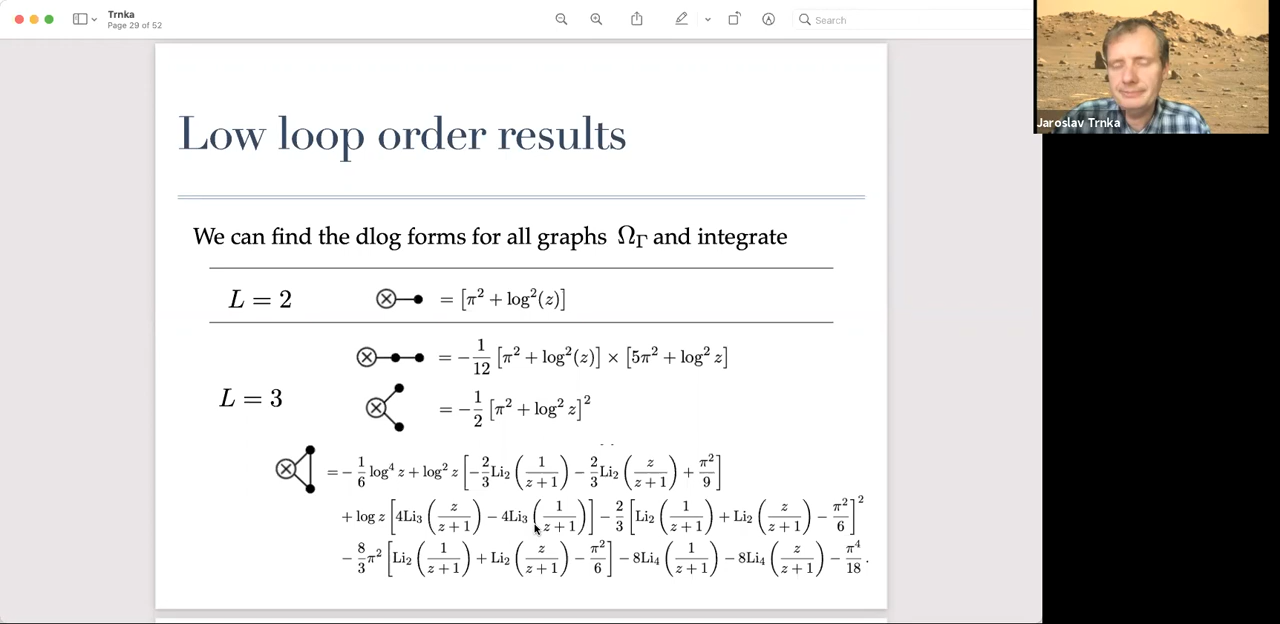 Trnka
Page 29 of 52
Search
Jaroslav Trnka
Low loop order results
We can find the dlog forms for all graphs Ω_Γ and integrate
L = 2
= [π² + log²(z)]
= −1/12 [π² + log²(z)] × [5π² + log² z]
L = 3
= −1/2 [π² + log² z]²
= −1/6 log⁴ z + log² z [−2/3 Li₂(1/(z+1)) − 2/3 Li₂(z/(z+1)) + π²/9]
+ log z [4Li₃(z/(z+1)) − 4Li₃(1/(z+1))] − 2/3 [Li₂(1/(z+1)) + Li₂(z/(z+1)) − π²/6]²
− 8/3 π² [Li₂(1/(z+1)) + Li₂(z/(z+1)) − π²/6] − 8Li₄(1/(z+1)) − 8Li₄(z/(z+1)) − π⁴/18 .